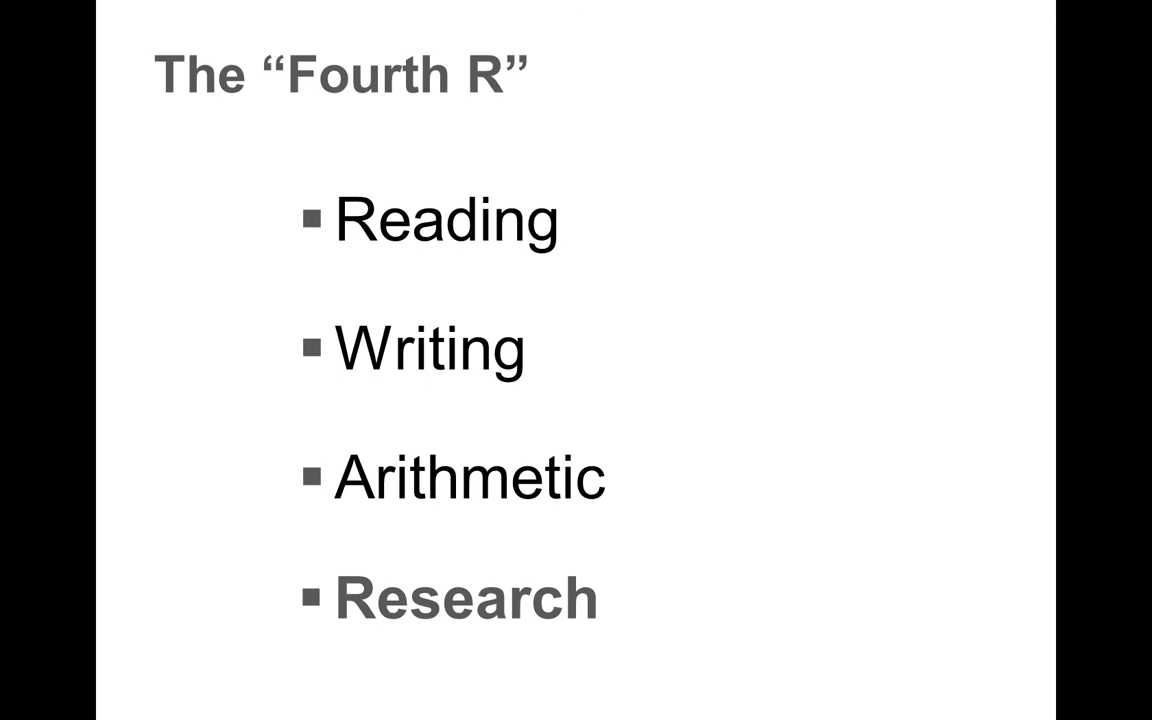 The “Fourth R”
▪ Reading
▪ Writing
▪ Arithmetic
▪ Research